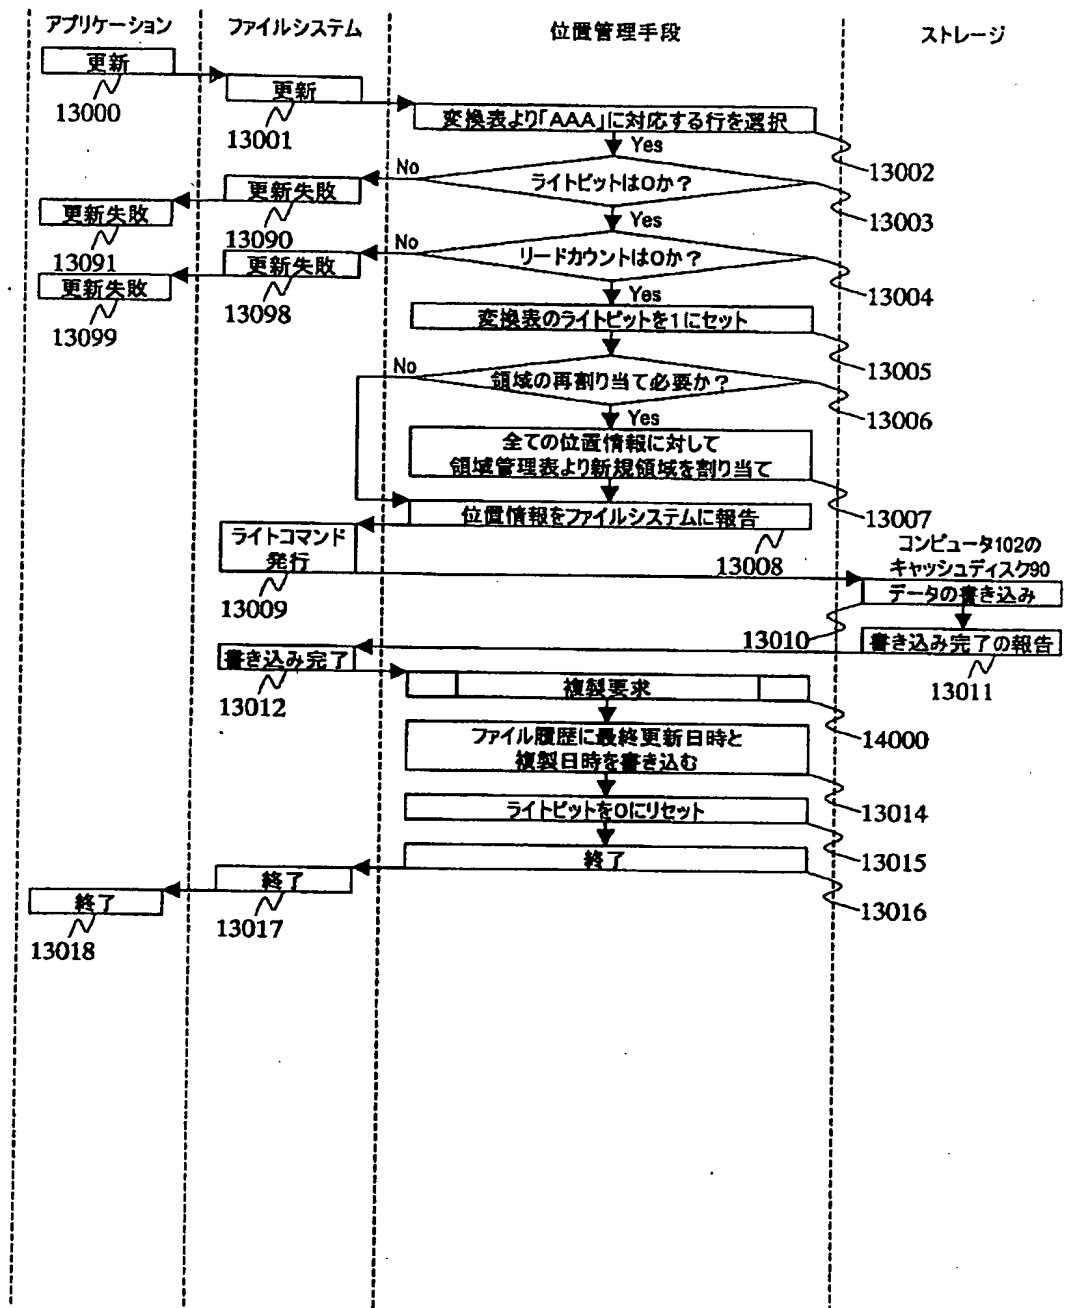 アプリケーション
ファイルシステム
位置管理手段
ストレージ
更新
13000
更新
13001
変換表より「AAA」に対応する行を選択
13002
Yes
ライトビットは0か？
13003
No
更新失敗
13090
更新失敗
13091
Yes
リードカウントは0か？
13004
No
更新失敗
13098
更新失敗
13099
Yes
変換表のライトビットを1にセット
13005
領域の再割り当て必要か？
13006
No
Yes
全ての位置情報に対して
領域管理表より新規領域を割り当て
13007
位置情報をファイルシステムに報告
13008
ライトコマンド
発行
13009
コンピュータ102の
キャッシュディスク90
データの書き込み
13010
書き込み完了の報告
13011
書き込み完了
13012
複製要求
14000
ファイル履歴に最終更新日時と
複製日時を書き込む
13014
ライトビットを0にリセット
13015
終了
13016
終了
13017
終了
13018